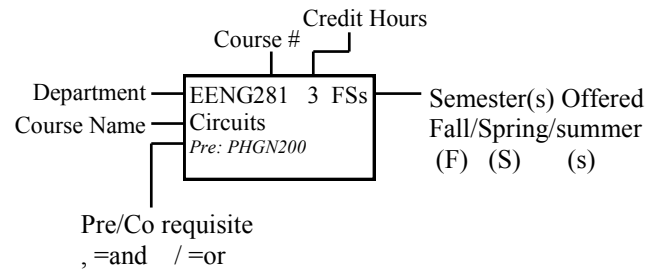 Credit Hours
Course #
Department
EENG281 3 FSs
Semester(s) Offered
Course Name
Circuits
Fall/Spring/summer
Pre: PHGN200
(F) (S) (s)
Pre/Co requisite
, =and / =or